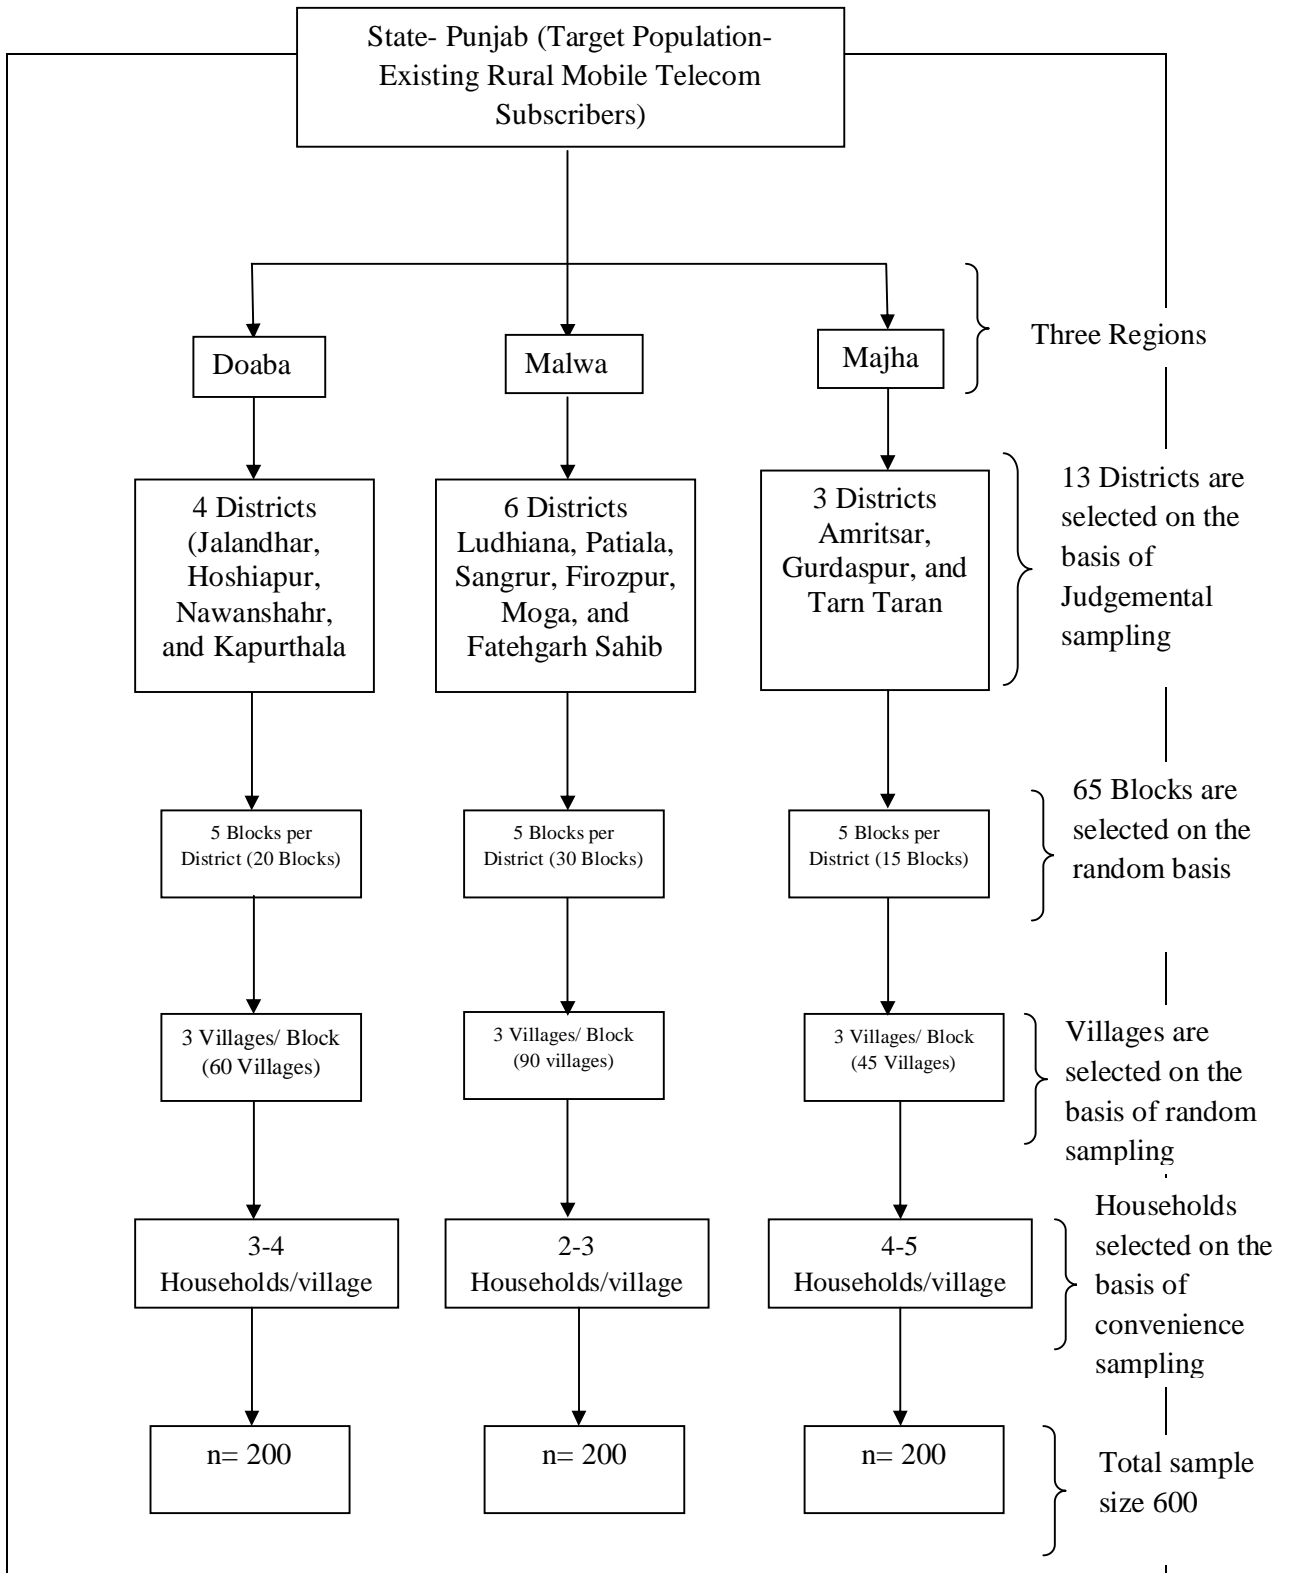 State- Punjab (Target Population-
Existing Rural Mobile Telecom
Subscribers)
Doaba
Malwa
Majha
Three Regions
4 Districts
(Jalandhar,
Hoshiapur,
Nawanshahr,
and Kapurthala
6 Districts
Ludhiana, Patiala,
Sangrur, Firozpur,
Moga, and
Fatehgarh Sahib
3 Districts
Amritsar,
Gurdaspur, and
Tarn Taran
13 Districts are
selected on the
basis of
Judgemental
sampling
5 Blocks per
District (20 Blocks)
5 Blocks per
District (30 Blocks)
5 Blocks per
District (15 Blocks)
65 Blocks are
selected on the
random basis
3 Villages/ Block
(60 Villages)
3 Villages/ Block
(90 villages)
3 Villages/ Block
(45 Villages)
Villages are
selected on the
basis of random
sampling
3-4
Households/village
2-3
Households/village
4-5
Households/village
Households
selected on the
basis of
convenience
sampling
n= 200
n= 200
n= 200
Total sample
size 600